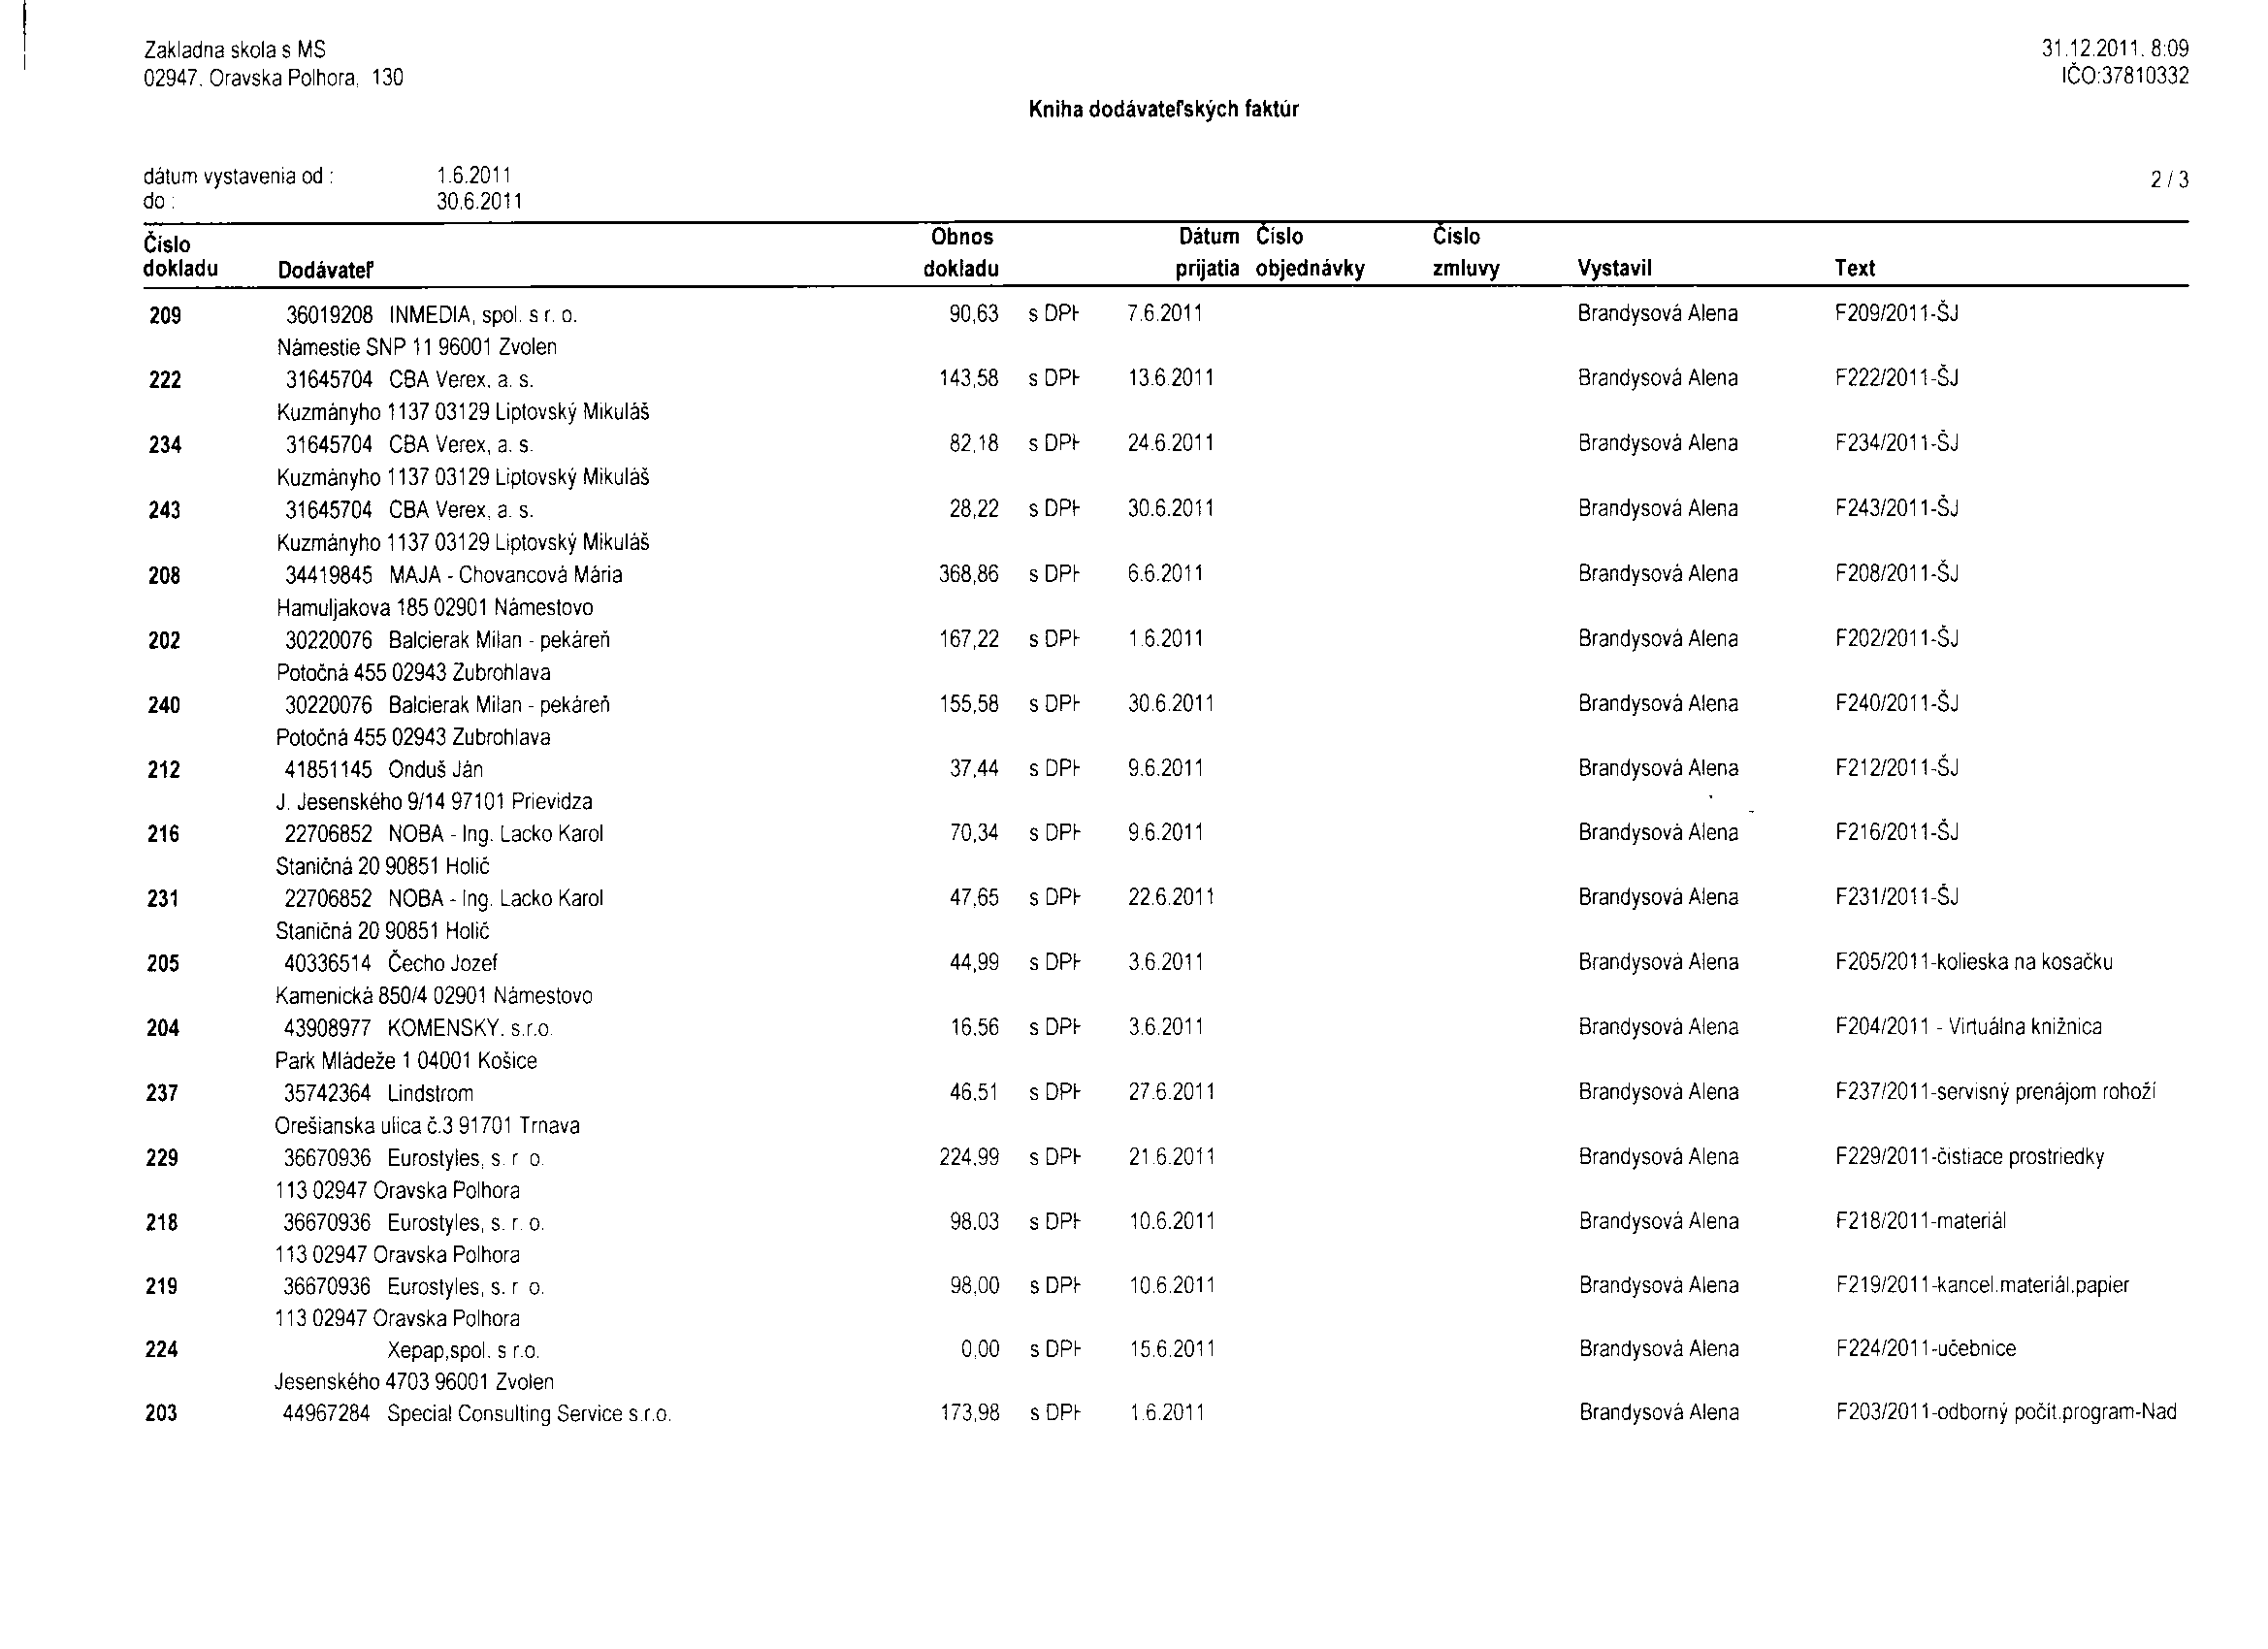 Zakladna skola s MS 31.12.2011. 8:09
02947. Oravska Polhora, 130 IČO:37810332
Kniha dodávateľských faktúr
dátum vystavenia od : 1.6.2011 2 / 3
do : 30.6.2011
Číslo Obnos Dátum Číslo Číslo
dokladu Dodávateľ dokladu prijatia objednávky zmluvy Vystavil Text
209 36019208 INMEDIA, spol. s r. o. 90,63 s DPH 7.6.2011 Brandysová Alena F209/2011-ŠJ
Námestie SNP 11 96001 Zvolen
222 31645704 CBA Verex, a. s. 143,58 s DPH 13.6.2011 Brandysová Alena F222/2011-ŠJ
Kuzmányho 1137 03129 Liptovský Mikuláš
234 31645704 CBA Verex, a. s. 82,18 s DPH 24.6.2011 Brandysová Alena F234/2011-ŠJ
Kuzmányho 1137 03129 Liptovský Mikuláš
243 31645704 CBA Verex, a. s. 28,22 s DPH 30.6.2011 Brandysová Alena F243/2011-ŠJ
Kuzmányho 1137 03129 Liptovský Mikuláš
208 34419845 MAJA - Chovancová Mária 368,86 s DPH 6.6.2011 Brandysová Alena F208/2011-ŠJ
Hamuljakova 185 02901 Námestovo
202 30220076 Balcierak Milan - pekáreň 167,22 s DPH 1.6.2011 Brandysová Alena F202/2011-ŠJ
Potočná 455 02943 Zubrohlava
240 30220076 Balcierak Milan - pekáreň 155,58 s DPH 30.6.2011 Brandysová Alena F240/2011-ŠJ
Potočná 455 02943 Zubrohlava
212 41851145 Onduš Ján 37,44 s DPH 9.6.2011 Brandysová Alena F212/2011-ŠJ
J. Jesenského 9/14 97101 Prievidza
216 22706852 NOBA - Ing. Lacko Karol 70,34 s DPH 9.6.2011 Brandysová Alena F216/2011-ŠJ
Staničná 20 90851 Holíč
231 22706852 NOBA - Ing. Lacko Karol 47,65 s DPH 22.6.2011 Brandysová Alena F231/2011-ŠJ
Staničná 20 90851 Holíč
205 40336514 Čecho Jozef 44,99 s DPH 3.6.2011 Brandysová Alena F205/2011-kolieska na kosačku
Kamenická 850/4 02901 Námestovo
204 43908977 KOMENSKY. s.r.o. 16,56 s DPH 3.6.2011 Brandysová Alena F204/2011 - Virtuálna knižnica
Park Mládeže 1 04001 Košice
237 35742364 Lindstrom 46,51 s DPH 27.6.2011 Brandysová Alena F237/2011-servisný prenájom rohoží
Orešianska ulica č.3 91701 Trnava
229 36670936 Eurostyles, s. r o. 224,99 s DPH 21.6.2011 Brandysová Alena F229/2011-čistiace prostriedky
113 02947 Oravska Polhora
218 36670936 Eurostyles, s. r. o. 98,03 s DPH 10.6.2011 Brandysová Alena F218/2011-materiál
113 02947 Oravska Polhora
219 36670936 Eurostyles, s. r o. 98,00 s DPH 10.6.2011 Brandysová Alena F219/2011-kancel.materiál.papier
113 02947 Oravska Polhora
224 Xepap,spol. s r.o. 0,00 s DPH 15.6.2011 Brandysová Alena F224/2011-učebnice
Jesenského 4703 96001 Zvolen
203 44967284 Special Consulting Service s.r.o. 173,98 s DPH 1.6.2011 Brandysová Alena F203/2011-odborný počít.program-Nad